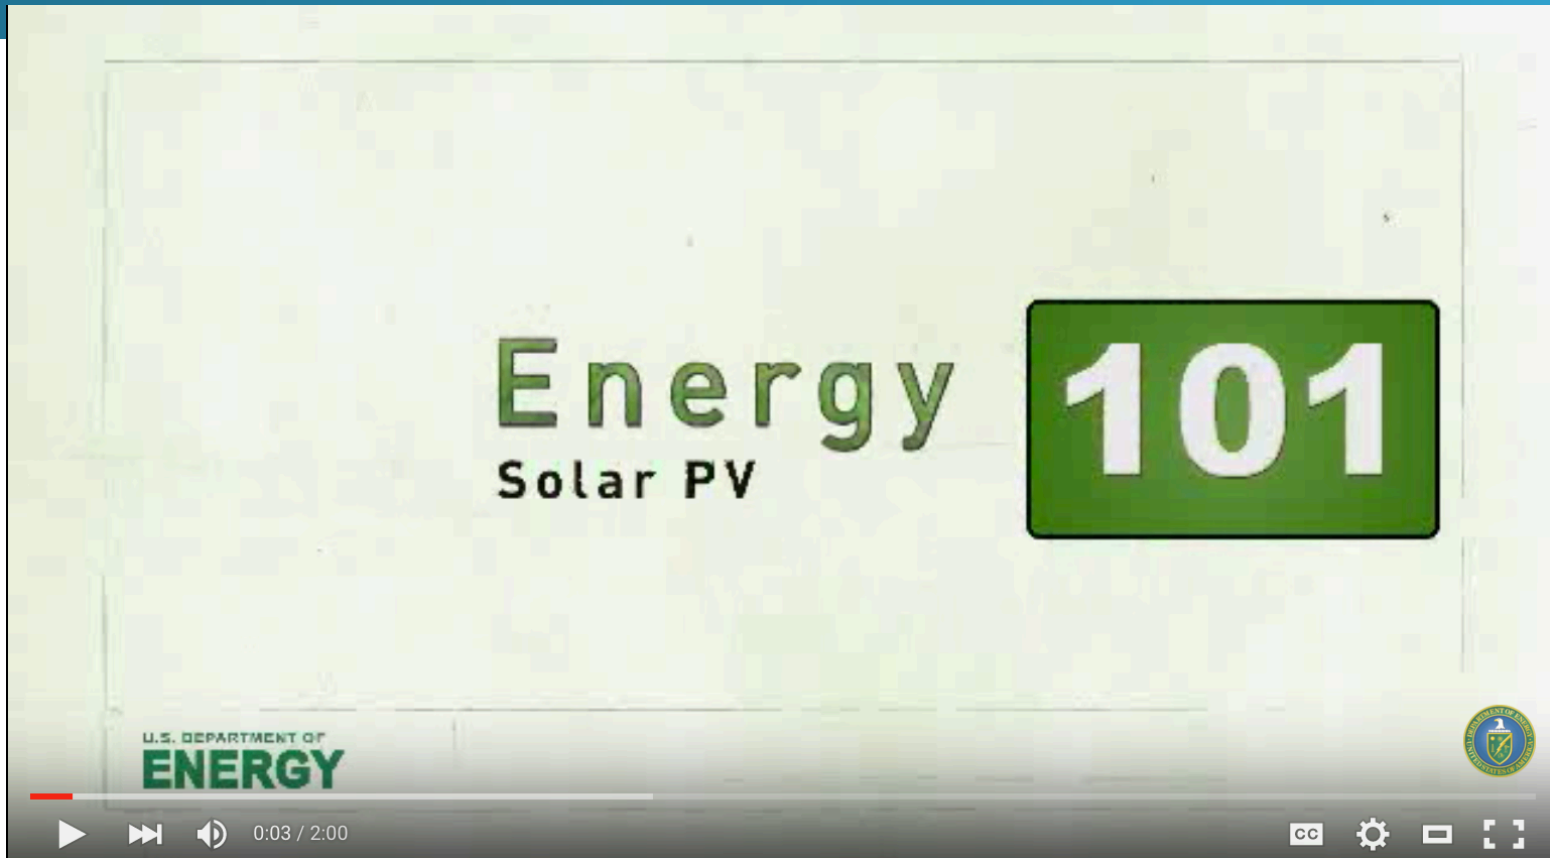 Energy 101
Solar PV
U.S. DEPARTMENT OF
ENERGY
0:03 / 2:00
CC